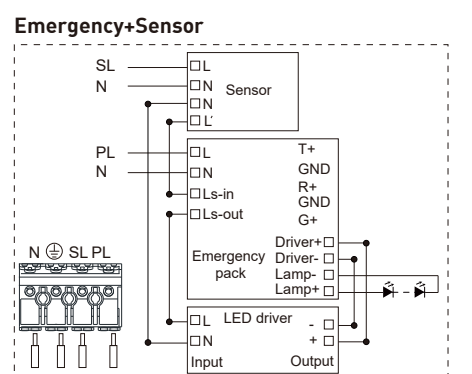 Emergency+Sensor
SL
L
N
N
Sensor
N
L'
PL
L
T+
N
N
GND
R+
Ls-in
GND
Ls-out
G+
Driver+
Emergency
pack
Driver-
Lamp-
Lamp+
N SL PL
L
LED driver
-
N
+
Input
Output